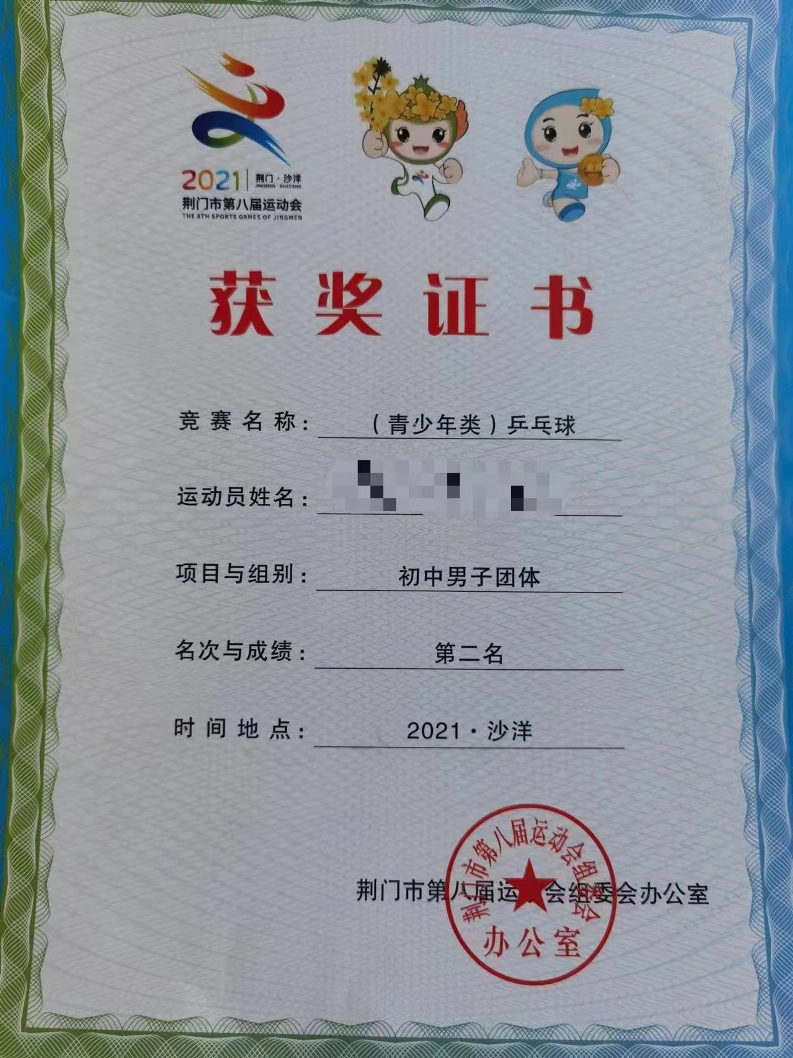 2021 荆门·沙洋
JINGMEN SHAYANG
荆门市第八届运动会
THE 8TH SPORTS GAMES OF JINGMEN
获奖证书
竞赛名称：（青少年类）乒乓球
运动员姓名：
项目与组别：初中男子团体
名次与成绩：第二名
时间地点：2021·沙洋
荆门市第八届运动会组委会办公室
荆门市第八届运动会组委会
办公室